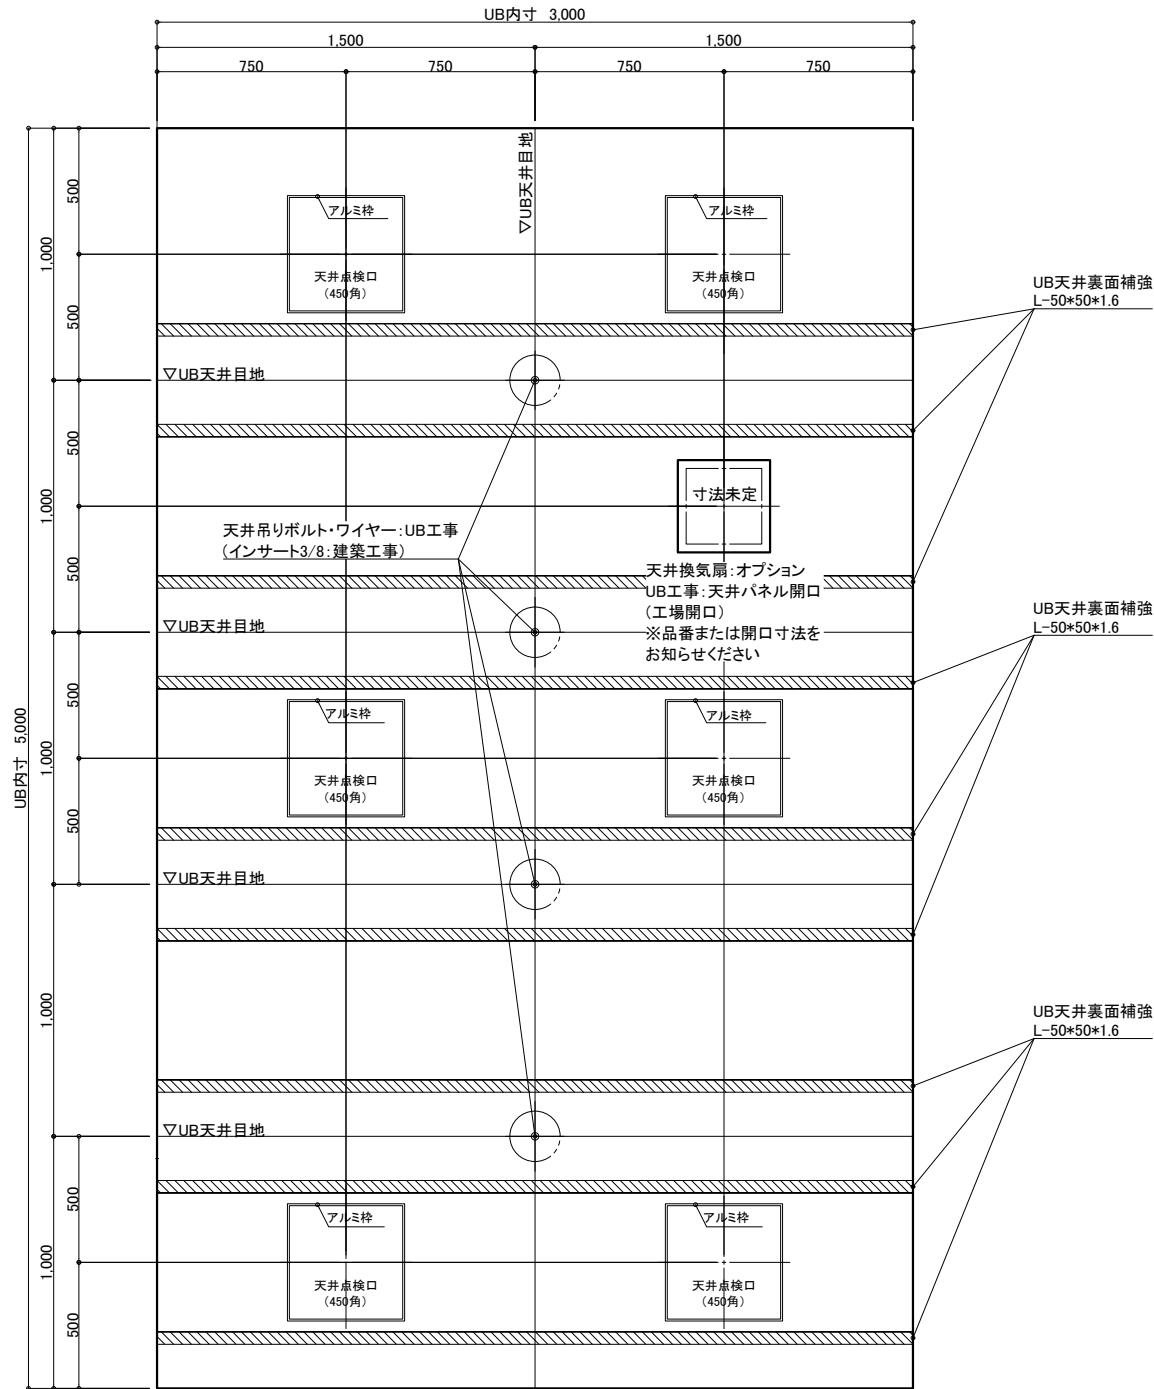 UB内寸 3,000
1,500
1,500
750
750
750
750
UB内寸 5,000
1,000
1,000
1,000
1,000
1,000
500
500
500
500
500
500
500
500
▽UB天井目地
アルミ枠
天井点検口
(450角)
アルミ枠
天井点検口
(450角)
UB天井裏面補強
L-50*50*1.6
▽UB天井目地
寸法未定
天井吊りボルト・ワイヤー:UB工事
(インサート3/8:建築工事)
天井換気扇:オプション
UB工事:天井パネル開口
(工場開口)
※品番または開口寸法を
お知らせください
▽UB天井目地
UB天井裏面補強
L-50*50*1.6
アルミ枠
天井点検口
(450角)
アルミ枠
天井点検口
(450角)
▽UB天井目地
UB天井裏面補強
L-50*50*1.6
▽UB天井目地
アルミ枠
天井点検口
(450角)
アルミ枠
天井点検口
(450角)